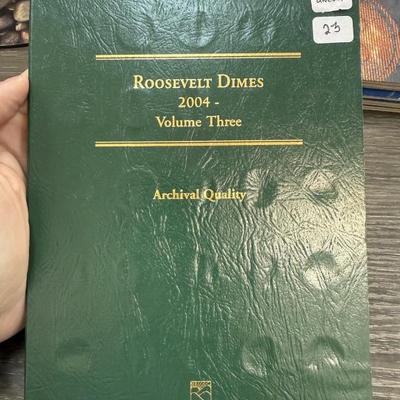 23
ROOSEVELT DIMES
2004 -
Volume Three
Archival Quality